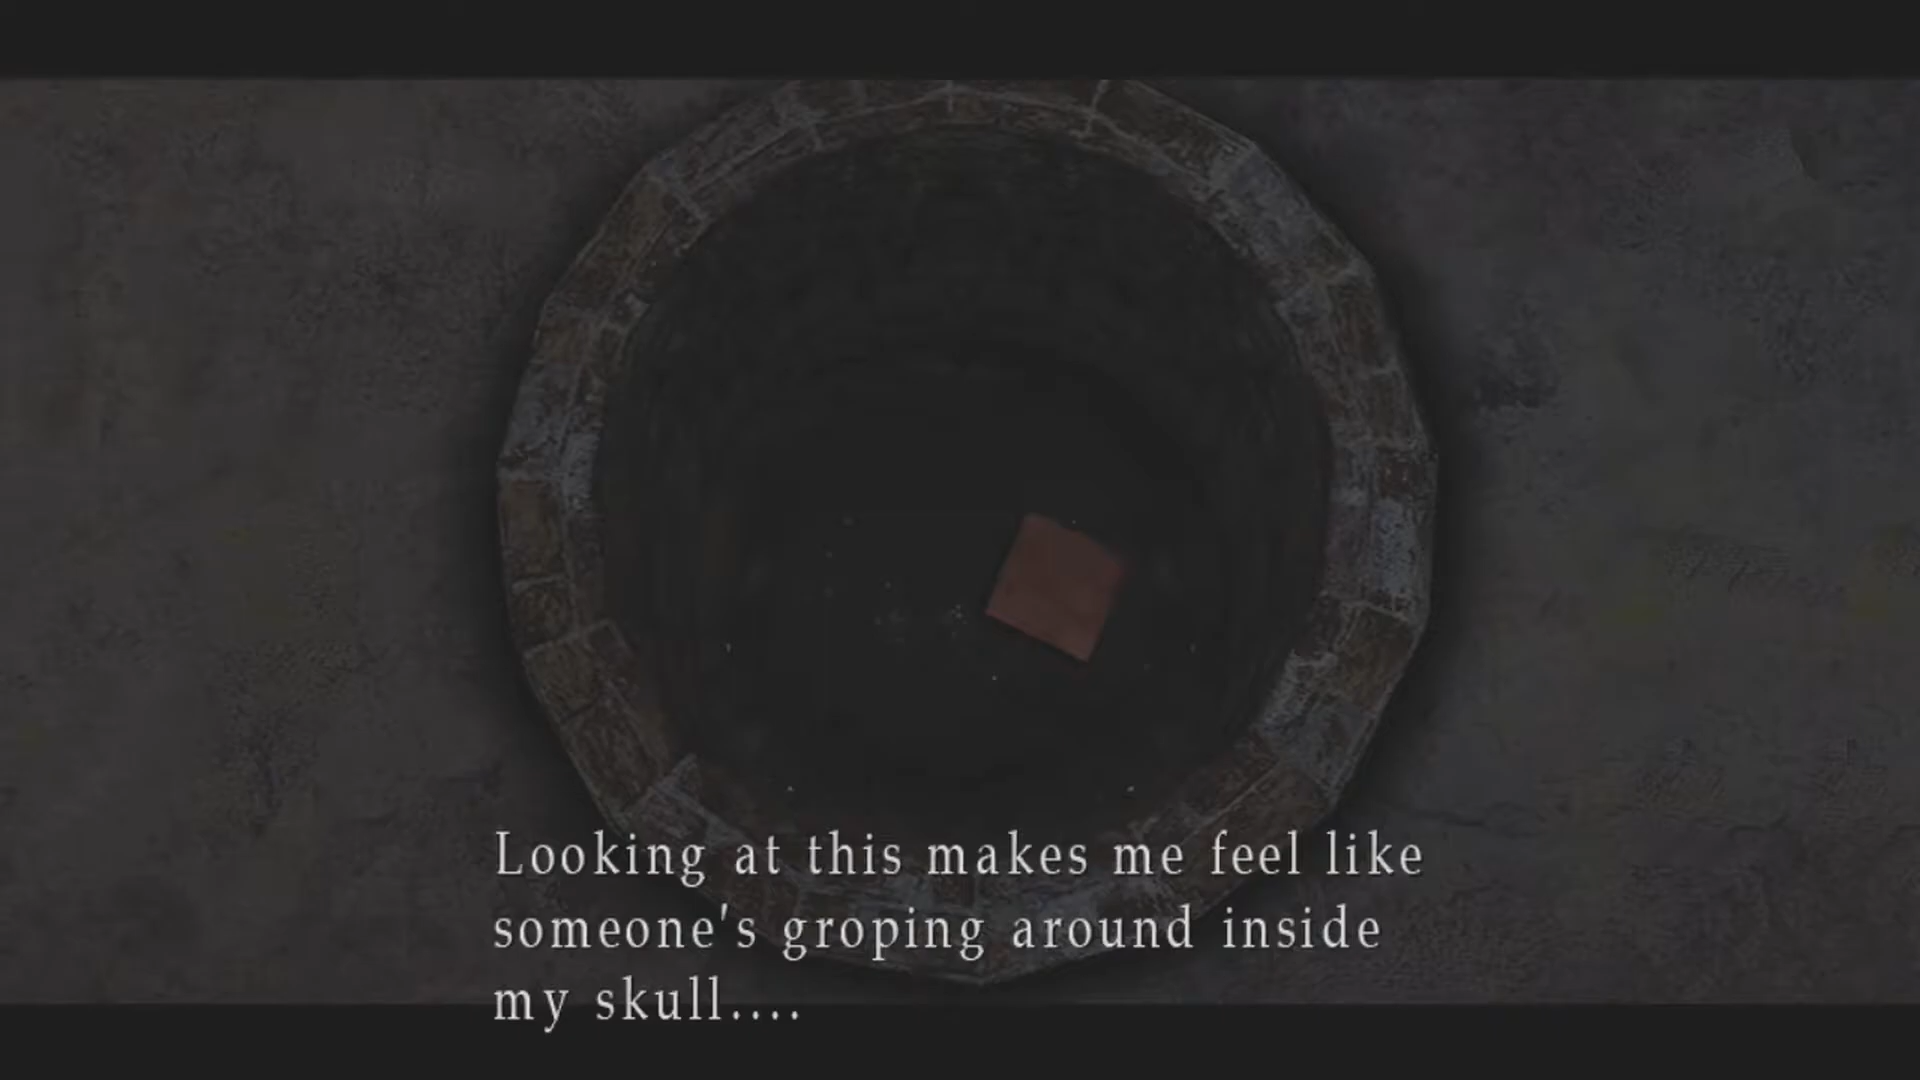 Looking at this makes me feel like
someone's groping around inside
my skull....